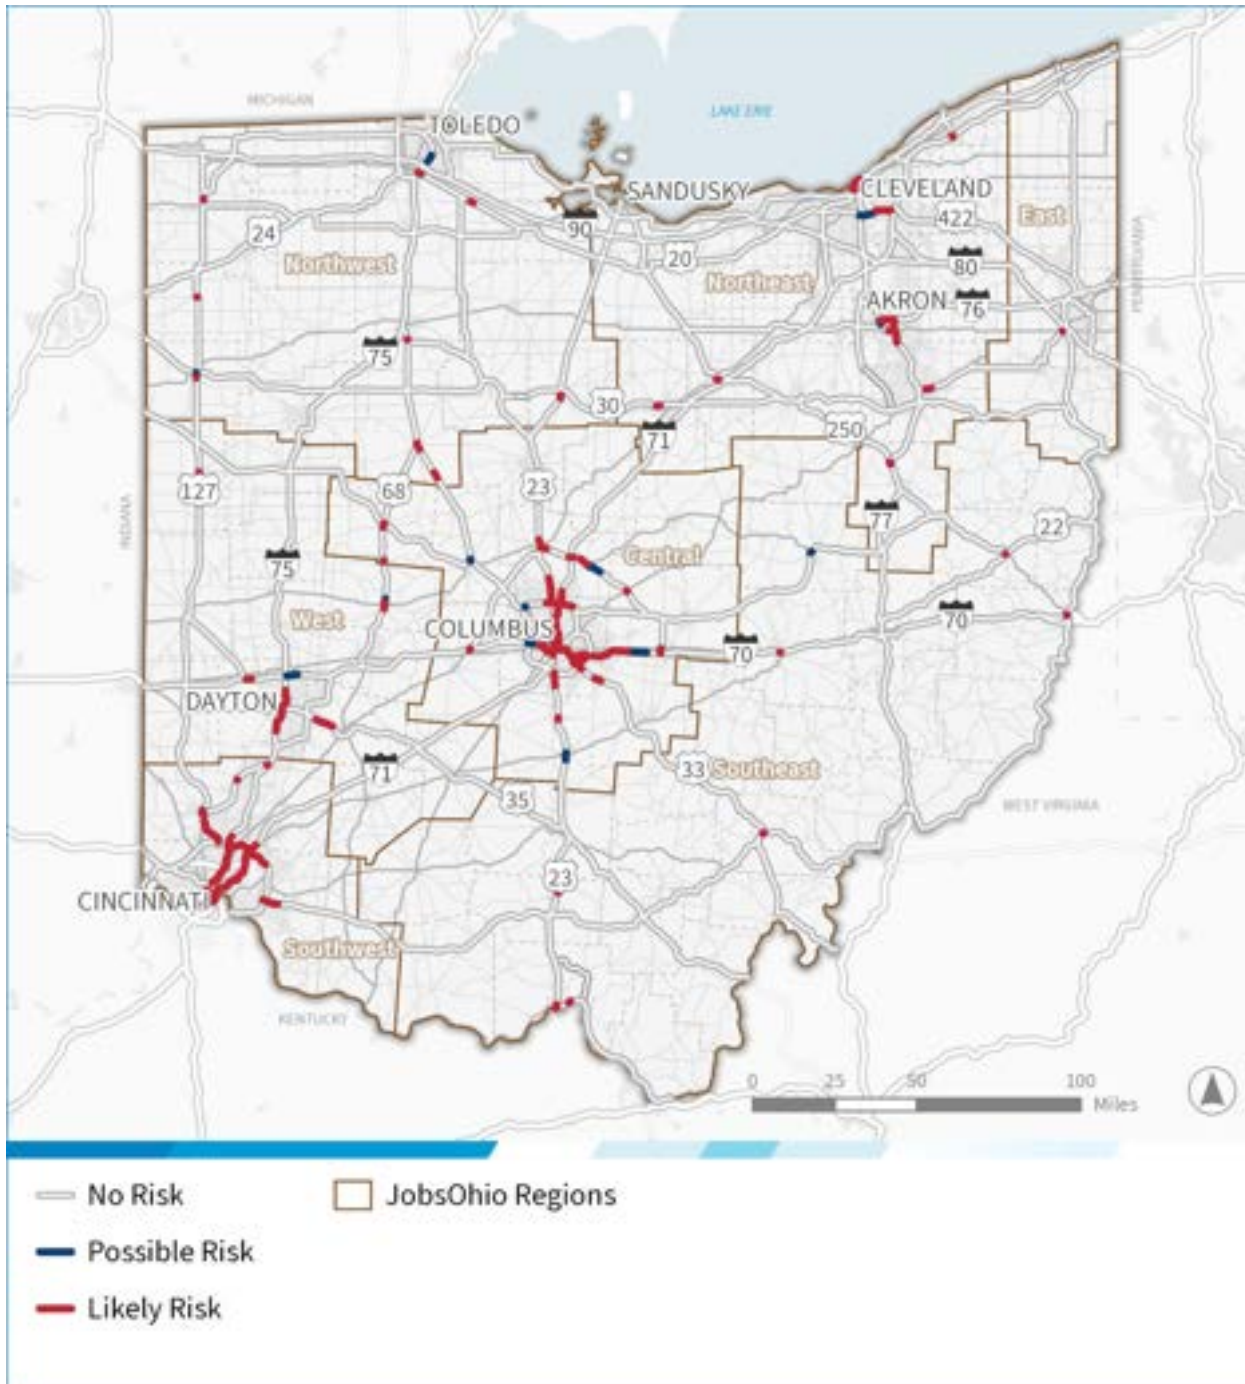 MICHIGAN
LAKE ERIE
TOLEDO
SANDUSKY
CLEVELAND
422
East
24
90
20
Northwest
Northeast
80
AKRON
76
PENNSYLVANIA
75
30
71
250
127
68
23
77
22
INDIANA
75
Central
West
COLUMBUS
70
70
DAYTON
71
33
Southeast
35
WEST VIRGINIA
23
CINCINNATI
Southwest
KENTUCKY
0 25 50 100
Miles
No Risk
JobsOhio Regions
Possible Risk
Likely Risk